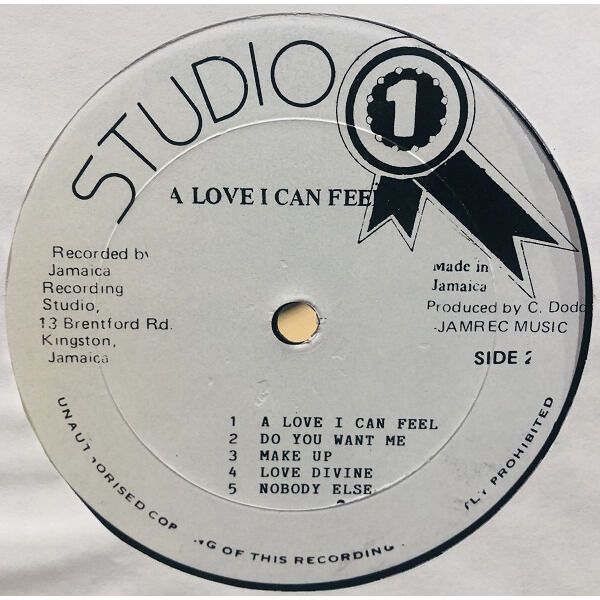 STUDIO
1
A LOVE I CAN FEEL
Recorded by
Jamaica
Recording
Studio,
13 Brentford Rd.
Kingston,
Jamaica
Made in
Jamaica
Produced by C. Dodd
-JAMREC MUSIC
SIDE 2
1 A LOVE I CAN FEEL
2 DO YOU WANT ME
3 MAKE UP
4 LOVE DIVINE
5 NOBODY ELSE
UNAUTHORISED COPYING OF THIS RECORDING PROHIBITED